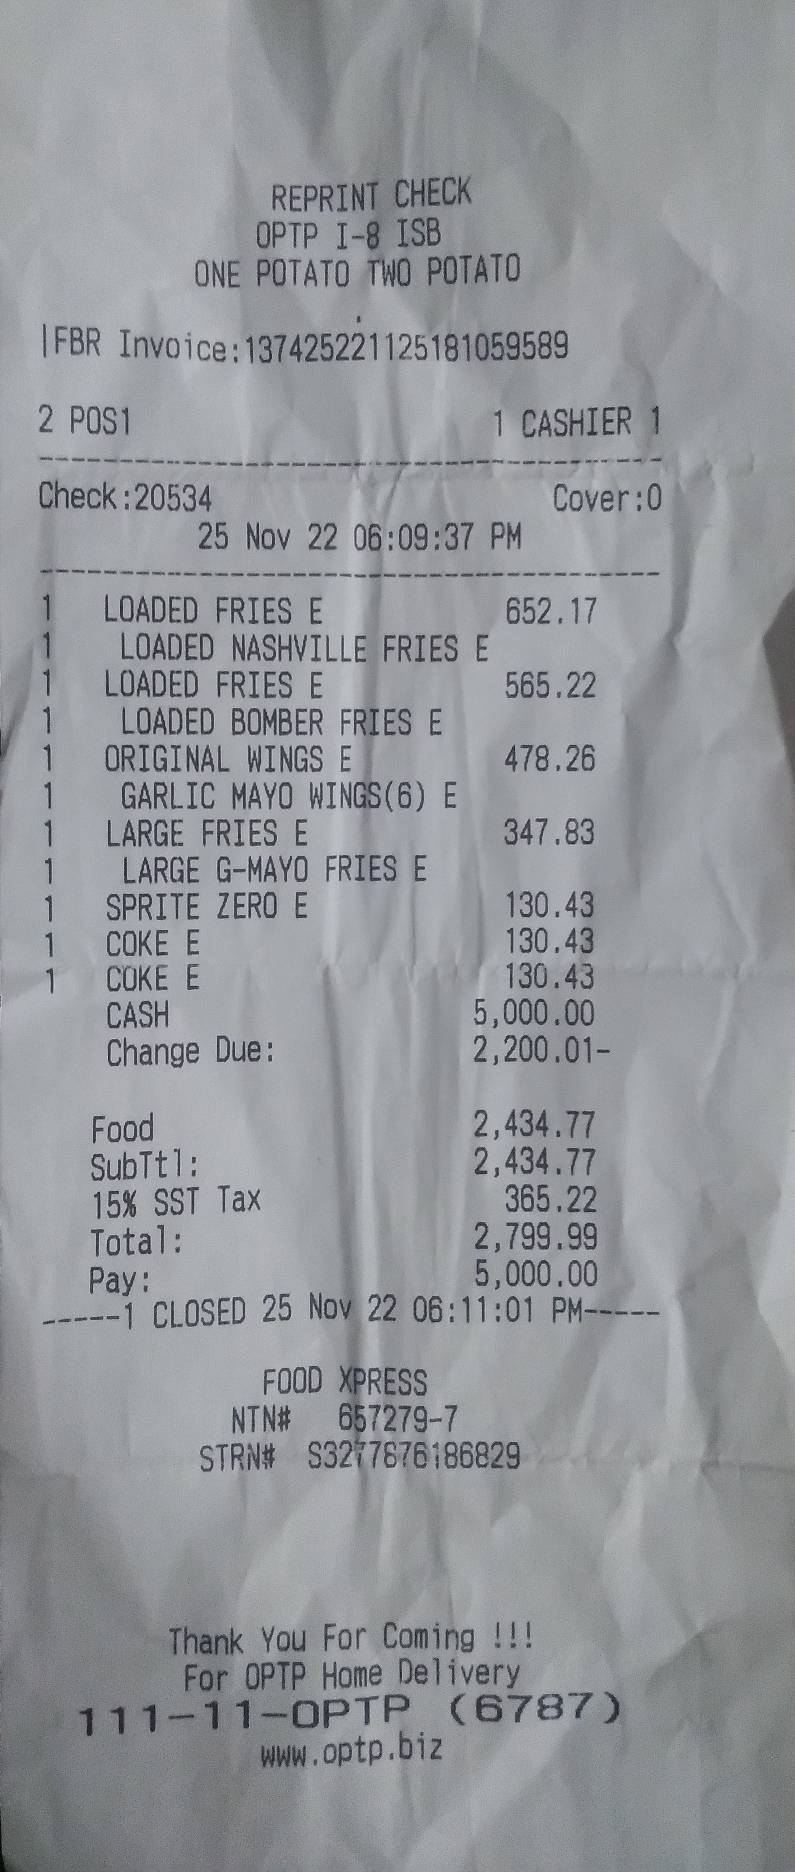 REPRINT CHECK
OPTP I-8 ISB
ONE POTATO TWO POTATO
|FBR Invoice:137425221125181059589
2 POS1 1 CASHIER 1
----------------------------------------
Check:20534 Cover:0
25 Nov 22 06:09:37 PM
----------------------------------------
1 LOADED FRIES E 652.17
1 LOADED NASHVILLE FRIES E
1 LOADED FRIES E 565.22
1 LOADED BOMBER FRIES E
1 ORIGINAL WINGS E 478.26
1 GARLIC MAYO WINGS(6) E
1 LARGE FRIES E 347.83
1 LARGE G-MAYO FRIES E
1 SPRITE ZERO E 130.43
1 COKE E 130.43
1 COKE E 130.43
CASH 5,000.00
Change Due: 2,200.01-
Food 2,434.77
SubTtl: 2,434.77
15% SST Tax 365.22
Total: 2,799.99
Pay: 5,000.00
-----1 CLOSED 25 Nov 22 06:11:01 PM-----
FOOD XPRESS
NTN# 657279-7
STRN# S3277876186829
Thank You For Coming !!!
For OPTP Home Delivery
111-11-OPTP (6787)
www.optp.biz